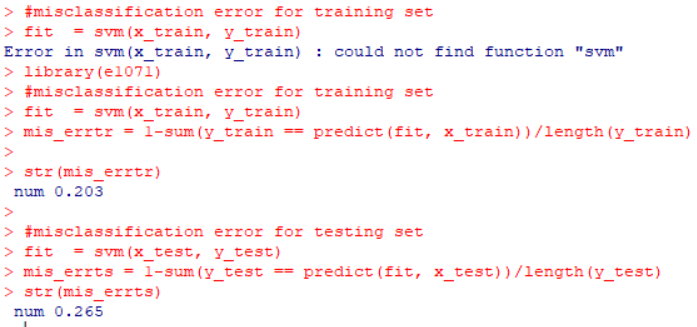 > #misclassification error for training set
> fit  = svm(x_train, y_train)
Error in svm(x_train, y_train) : could not find function "svm"
> library(e1071)
> #misclassification error for training set
> fit  = svm(x_train, y_train)
> mis_errtr = 1-sum(y_train == predict(fit, x_train))/length(y_train)
>
> str(mis_errtr)
 num 0.203
>
> #misclassification error for testing set
> fit  = svm(x_test, y_test)
> mis_errts = 1-sum(y_test == predict(fit, x_test))/length(y_test)
> str(mis_errts)
 num 0.265